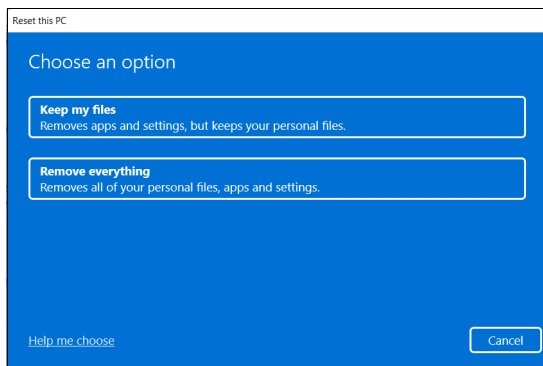 Reset this PC
Choose an option
Keep my files
Removes apps and settings, but keeps your personal files.
Remove everything
Removes all of your personal files, apps and settings.
Help me choose
Cancel